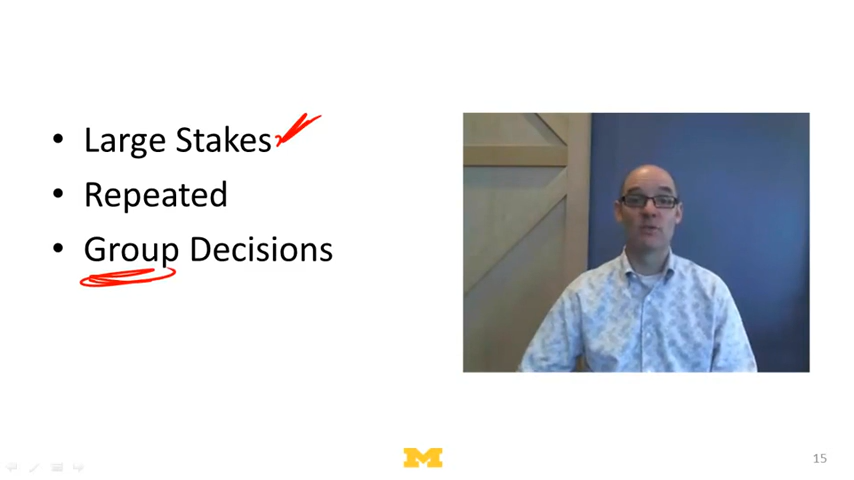 • Large Stakes
• Repeated
• Group Decisions
M
15